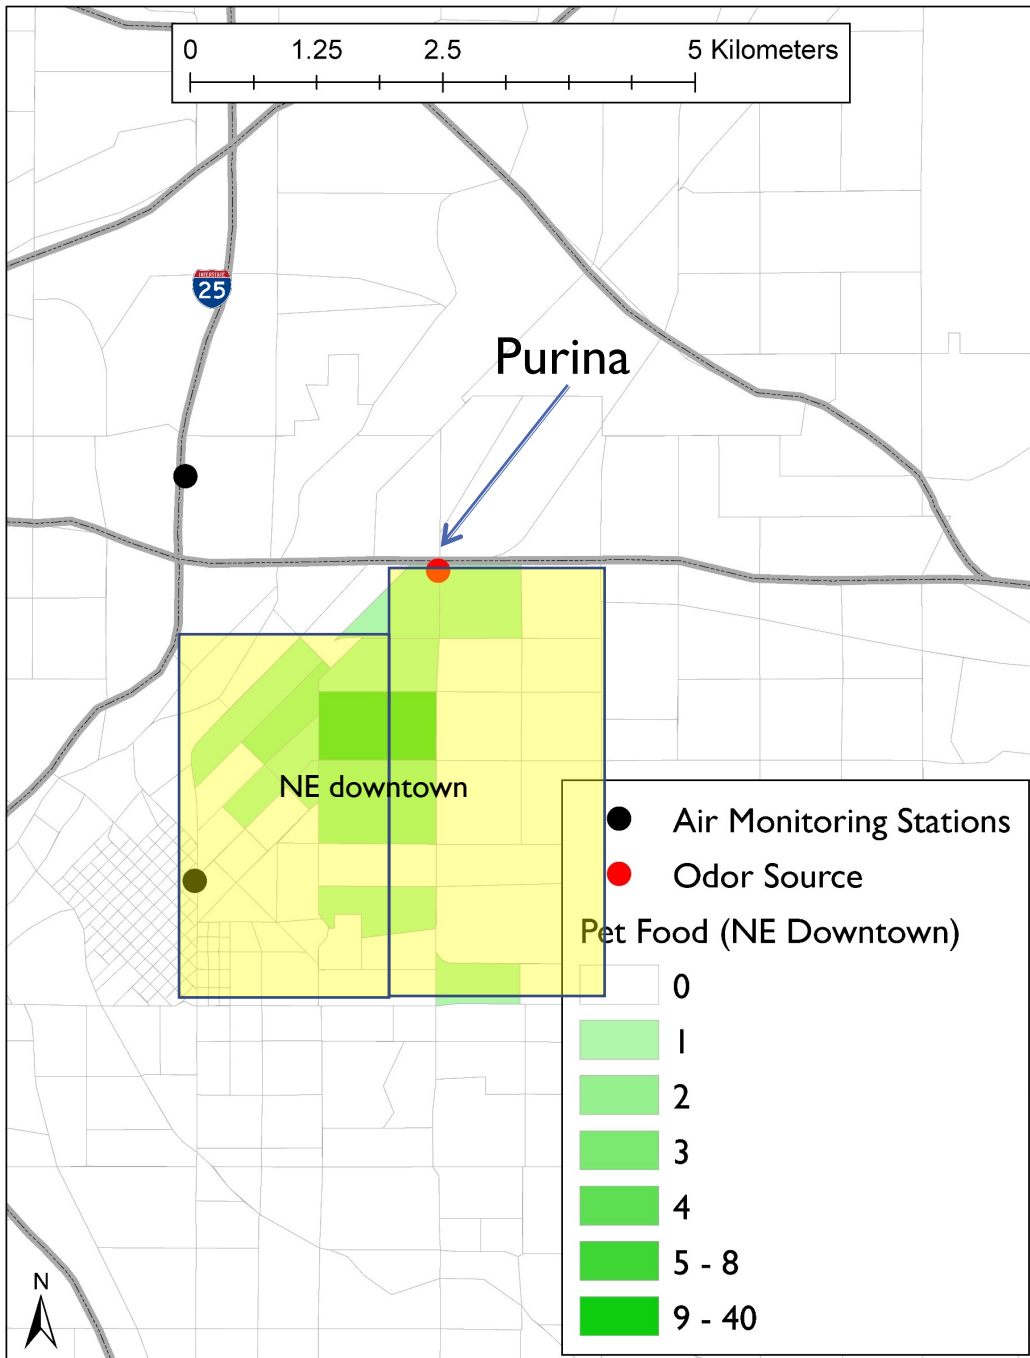 0 1.25 2.5 5 Kilometers
INTERSTATE
25
Purina
NE downtown
Air Monitoring Stations
Odor Source
Pet Food (NE Downtown)
0
1
2
3
4
5 - 8
9 - 40
N